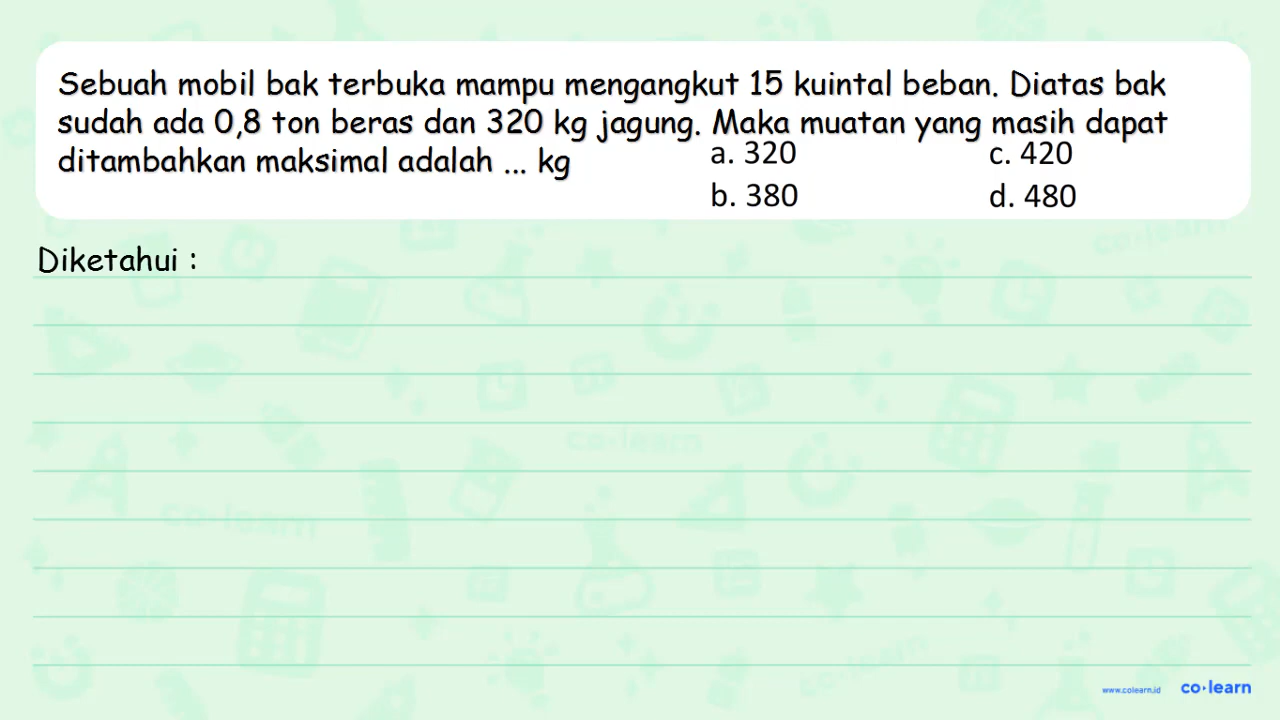 Sebuah mobil bak terbuka mampu mengangkut 15 kuintal beban. Diatas bak
sudah ada 0,8 ton beras dan 320 kg jagung. Maka muatan yang masih dapat
ditambahkan maksimal adalah ... kg
a. 320 c. 420
b. 380 d. 480
Diketahui :
www.colearn.id co·learn